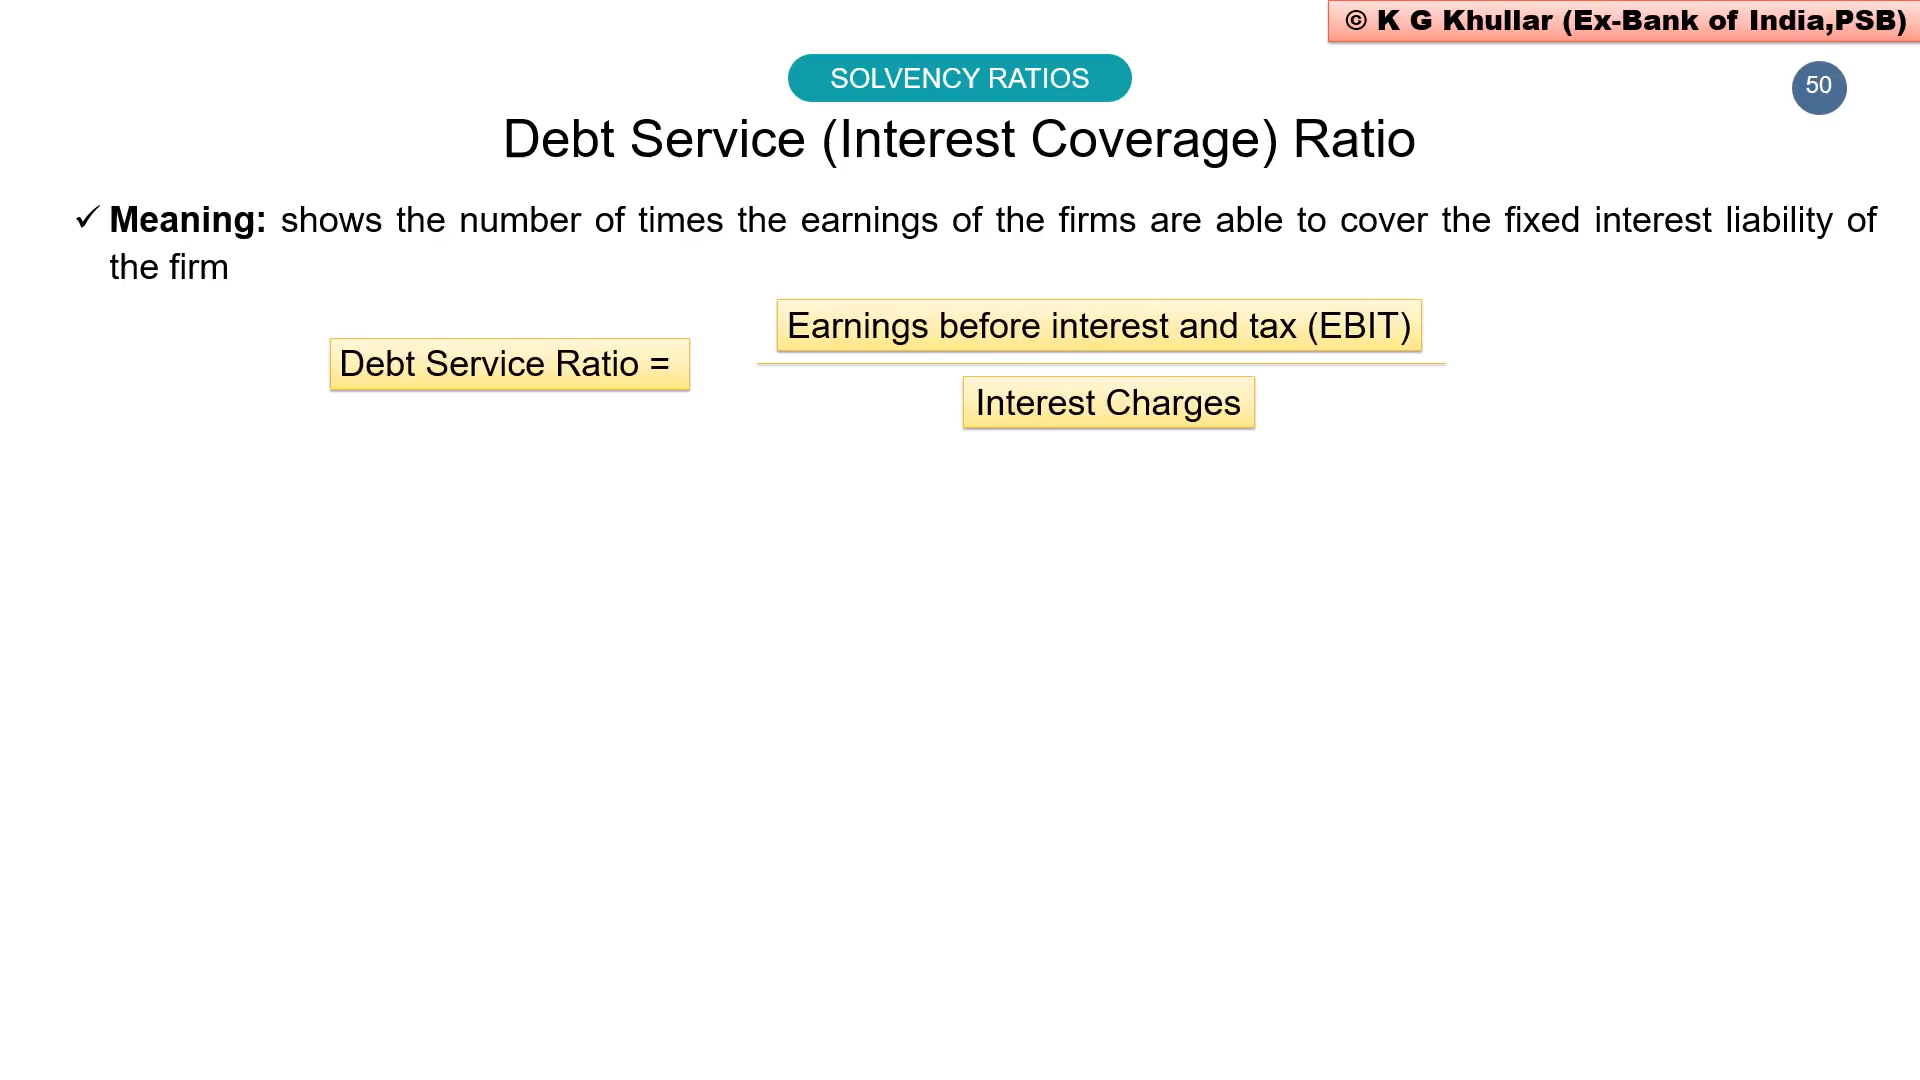 © K G Khullar (Ex-Bank of India,PSB)
SOLVENCY RATIOS
50
Debt Service (Interest Coverage) Ratio
✓ Meaning: shows the number of times the earnings of the firms are able to cover the fixed interest liability of
the firm
Earnings before interest and tax (EBIT)
Debt Service Ratio =
Interest Charges